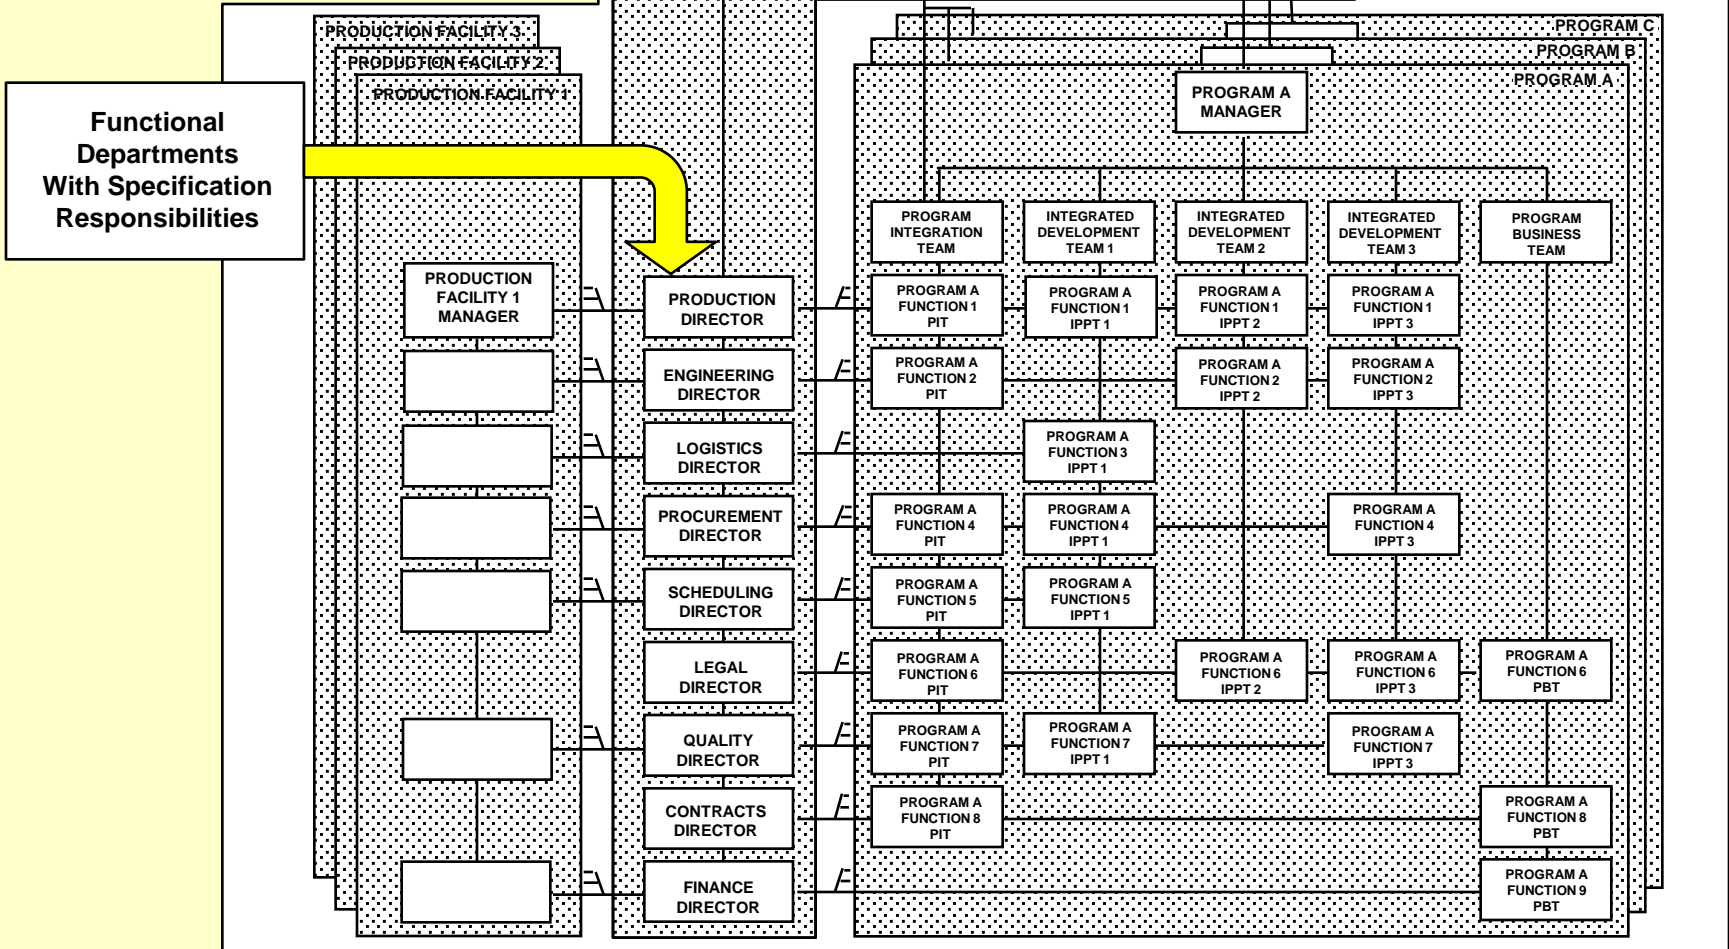 PRODUCTION FACILITY 3
PRODUCTION FACILITY 2
PRODUCTION FACILITY 1
PROGRAM C
PROGRAM B
PROGRAM A
Functional
Departments
With Specification
Responsibilities
PROGRAM A
MANAGER
PROGRAM
INTEGRATION
TEAM
INTEGRATED
DEVELOPMENT
TEAM 1
INTEGRATED
DEVELOPMENT
TEAM 2
INTEGRATED
DEVELOPMENT
TEAM 3
PROGRAM
BUSINESS
TEAM
PRODUCTION
FACILITY 1
MANAGER
PRODUCTION
DIRECTOR
PROGRAM A
FUNCTION 1
PIT
PROGRAM A
FUNCTION 1
IPPT 1
PROGRAM A
FUNCTION 1
IPPT 2
PROGRAM A
FUNCTION 1
IPPT 3
ENGINEERING
DIRECTOR
PROGRAM A
FUNCTION 2
PIT
PROGRAM A
FUNCTION 2
IPPT 2
PROGRAM A
FUNCTION 2
IPPT 3
LOGISTICS
DIRECTOR
PROGRAM A
FUNCTION 3
IPPT 1
PROCUREMENT
DIRECTOR
PROGRAM A
FUNCTION 4
PIT
PROGRAM A
FUNCTION 4
IPPT 1
PROGRAM A
FUNCTION 4
IPPT 3
SCHEDULING
DIRECTOR
PROGRAM A
FUNCTION 5
PIT
PROGRAM A
FUNCTION 5
IPPT 1
LEGAL
DIRECTOR
PROGRAM A
FUNCTION 6
PIT
PROGRAM A
FUNCTION 6
IPPT 2
PROGRAM A
FUNCTION 6
IPPT 3
PROGRAM A
FUNCTION 6
PBT
QUALITY
DIRECTOR
PROGRAM A
FUNCTION 7
PIT
PROGRAM A
FUNCTION 7
IPPT 1
PROGRAM A
FUNCTION 7
IPPT 3
CONTRACTS
DIRECTOR
PROGRAM A
FUNCTION 8
PIT
PROGRAM A
FUNCTION 8
PBT
FINANCE
DIRECTOR
PROGRAM A
FUNCTION 9
PBT